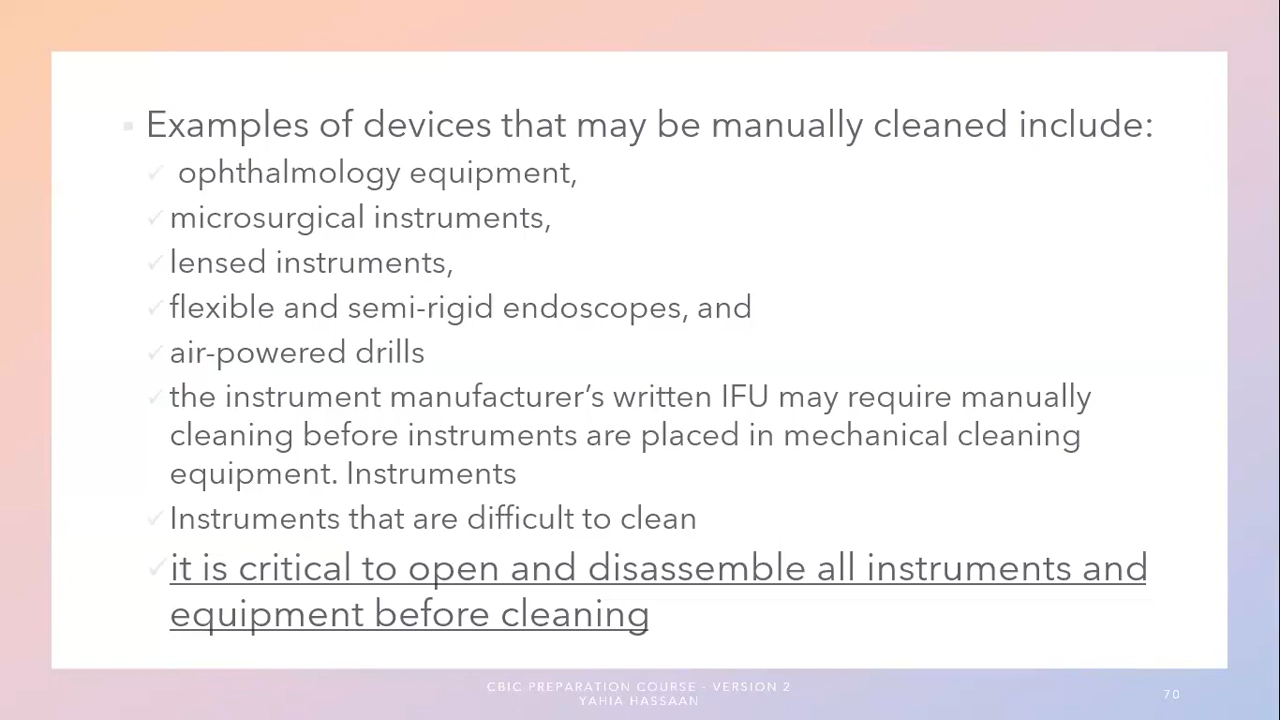 Examples of devices that may be manually cleaned include:
ophthalmology equipment,
microsurgical instruments,
lensed instruments,
flexible and semi-rigid endoscopes, and
air-powered drills
the instrument manufacturer’s written IFU may require manually
cleaning before instruments are placed in mechanical cleaning
equipment. Instruments
Instruments that are difficult to clean
it is critical to open and disassemble all instruments and
equipment before cleaning
CBIC PREPARATION COURSE - VERSION 2
YAHIA HASSAAN
70